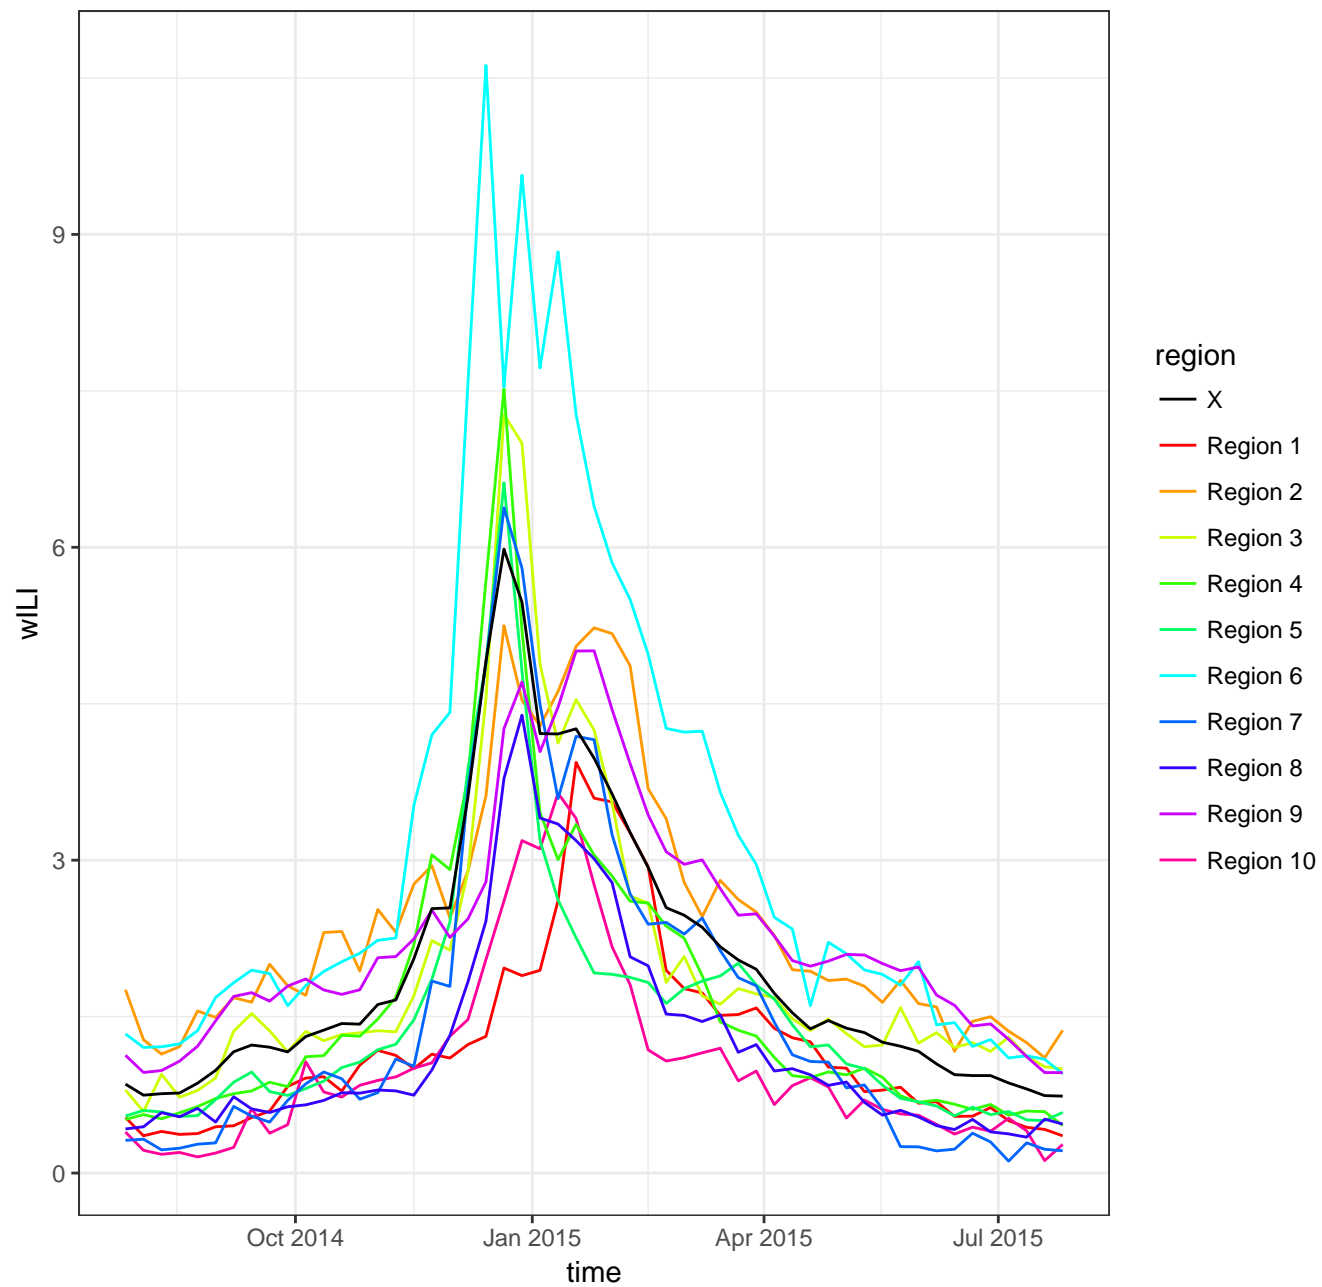 9
6
3
0
wILI
Oct 2014
Jan 2015
Apr 2015
Jul 2015
time
region
X
Region 1
Region 2
Region 3
Region 4
Region 5
Region 6
Region 7
Region 8
Region 9
Region 10